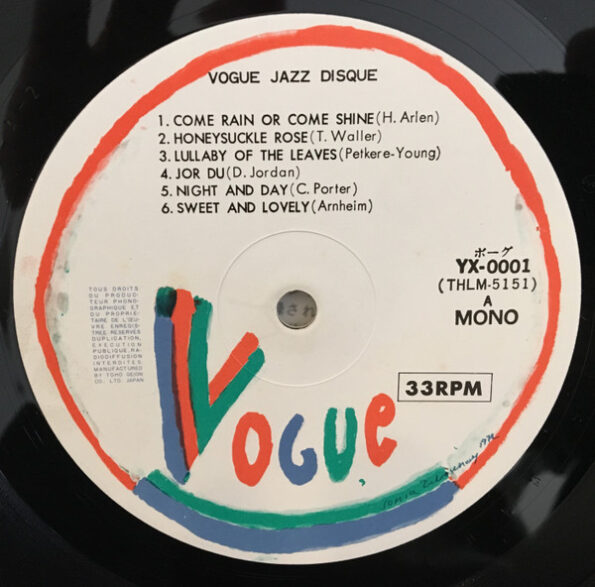 VOGUE JAZZ DISQUE
1. COME RAIN OR COME SHINE (H. Arlen)
2. HONEYSUCKLE ROSE (T. Waller)
3. LULLABY OF THE LEAVES (Petkere-Young)
4. JOR DU (D. Jordan)
5. NIGHT AND DAY (C. Porter)
6. SWEET AND LOVELY (Arnheim)
ボーグ
YX-0001
(THLM-5151)
A
MONO
TOUS DROITS
DU PRODUC-
TEUR PHONO-
GRAPHIQUE ET
DU PROPRIE-
TAIRE DE L'ŒU-
VRE ENREGIS-
TREE RESERVES
DUPLICATION,
EXECUTION
PUBLIQUE, RA-
DIODIFFUSION
INTERDITES.
MANUFACTURED
BY TOHO GEION
CO. LTD. JAPAN
33RPM
VOGUE